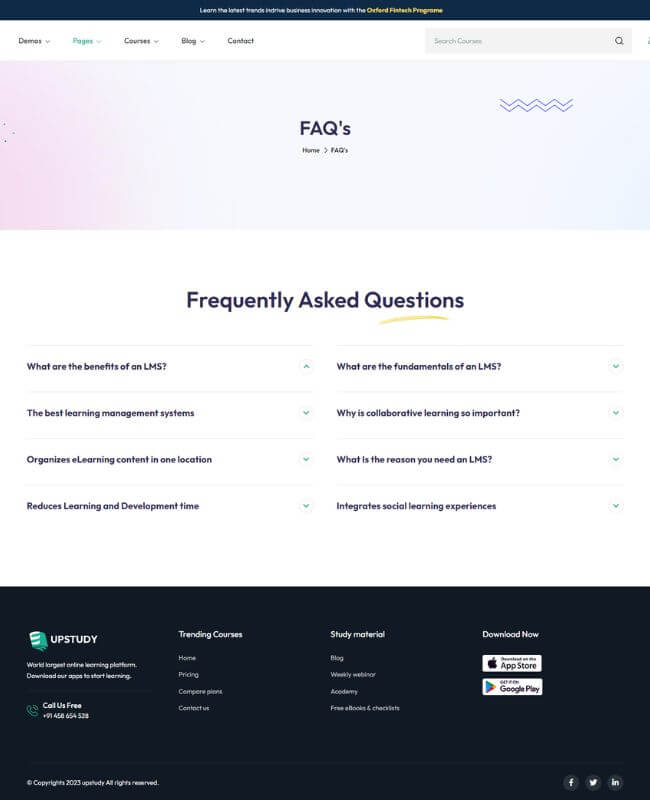 Learn the latest trends indrive business innovation with the Oxford Fintech Programe
Demos
Pages
Courses
Blog
Contact
Search Courses
FAQ's
Home > FAQ's
Frequently Asked Questions
What are the benefits of an LMS?
What are the fundamentals of an LMS?
The best learning management systems
Why is collaborative learning so important?
Organizes eLearning content in one location
What Is the reason you need an LMS?
Reduces Learning and Development time
Integrates social learning experiences
UPSTUDY
World largest online learning platform.
Download our apps to start learning.
Call Us Free
+91 458 654 528
Trending Courses
Home
Pricing
Compare plans
Contact us
Study material
Blog
Weekly webinar
Academy
Free eBooks & checklists
Download Now
Download on the
App Store
GET IT ON
Google Play
© Copyrights 2023 upstudy All rights reserved.